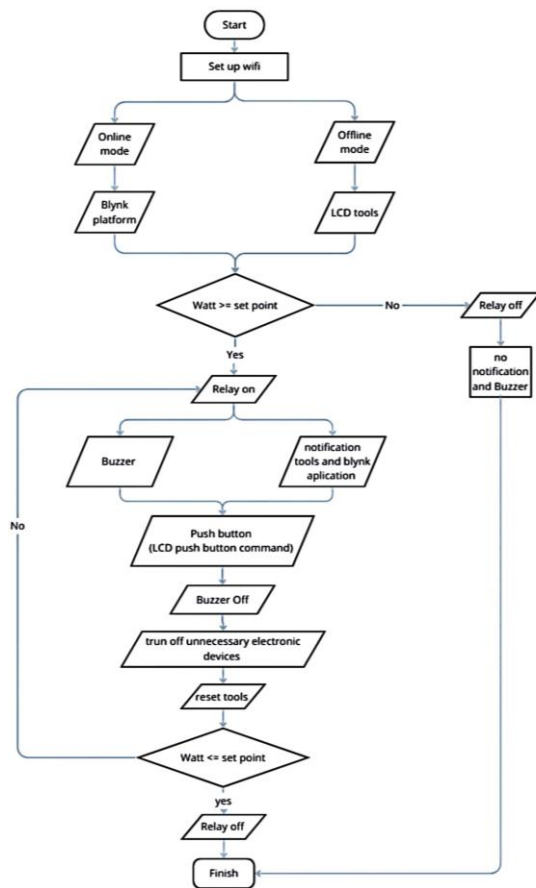 Start
Set up wifi
Online
mode
Offline
mode
Blynk
platform
LCD tools
Watt >= set point
No
Relay off
Yes
no
notification
and Buzzer
Relay on
Buzzer
notification
tools and blynk
aplication
No
Push button
(LCD push button command)
Buzzer Off
trun off unnecessary electronic
devices
reset tools
Watt <= set point
yes
Relay off
Finish